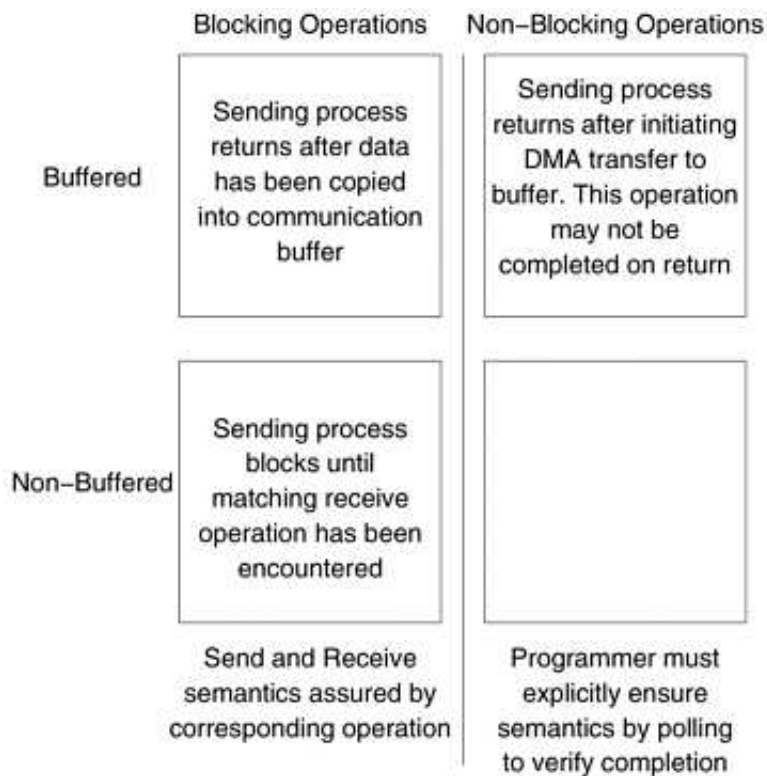 Blocking Operations
Non-Blocking Operations
Buffered
Sending process
returns after data
has been copied
into communication
buffer
Sending process
returns after initiating
DMA transfer to
buffer. This operation
may not be
completed on return
Non-Buffered
Sending process
blocks until
matching receive
operation has been
encountered
Send and Receive
semantics assured by
corresponding operation
Programmer must
explicitly ensure
semantics by polling
to verify completion